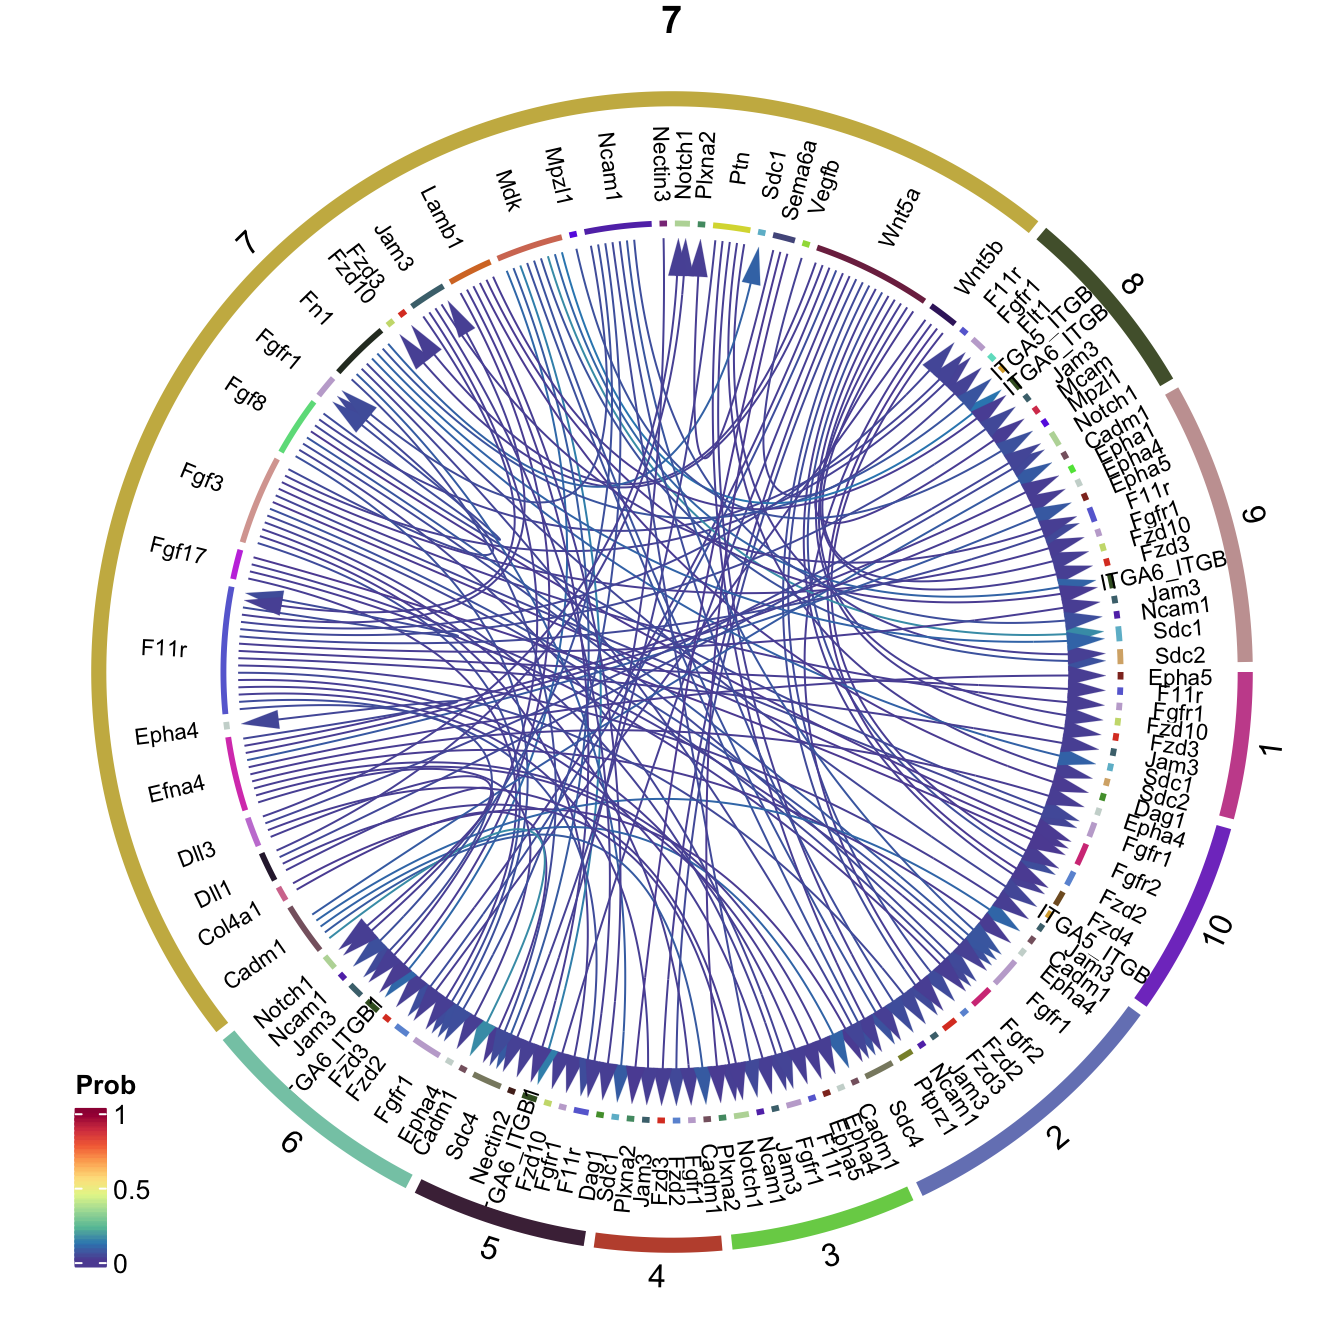 7
7
8
9
1
10
2
3
4
5
6
Epha4
F11r
Fgf17
Fgf3
Fgf8
Fgfr1
Fn1
Fzd10
Fzd3
Jam3
Lamb1
Mdk
Mpzl1
Ncam1
Nectin3
Notch1
Plxna2
Ptn
Sdc1
Sema6a
Vegfb
Wnt5a
Wnt5b
F11r
Fgfr1
Flt1
ITGA5_ITGB
ITGA6_ITGB
Jam3
Mcam
Mpzl1
Notch1
Cadm1
Epha1
Epha4
Epha5
F11r
Fgfr1
Fzd10
Fzd3
ITGA6_ITGB
Jam3
Ncam1
Sdc1
Sdc2
Epha5
F11r
Fgfr1
Fzd10
Fzd3
Jam3
Sdc1
Sdc2
Dag1
Epha4
Fgfr1
Fgfr2
Fzd2
Fzd4
ITGA5_ITGB
Jam3
Cadm1
Epha4
Fgfr1
Fgfr2
Fzd2
Fzd3
Jam3
Ncam1
Ptprz1
Sdc4
Cadm1
Epha4
Epha5
F11r
Fgfr1
Jam3
Ncam1
Notch1
Plxna2
Cadm1
Fgfr1
Fzd2
Fzd3
Jam3
Plxna2
Sdc1
Dag1
F11r
Fgfr1
Fzd10
TGA6_ITGB1
Nectin2
Sdc4
Cadm1
Epha4
Fgfr1
Fzd2
Fzd3
TGA6_ITGB1
Jam3
Ncam1
Notch1
Cadm1
Col4a1
Dll1
Dll3
Efna4
Prob
1
0.5
0